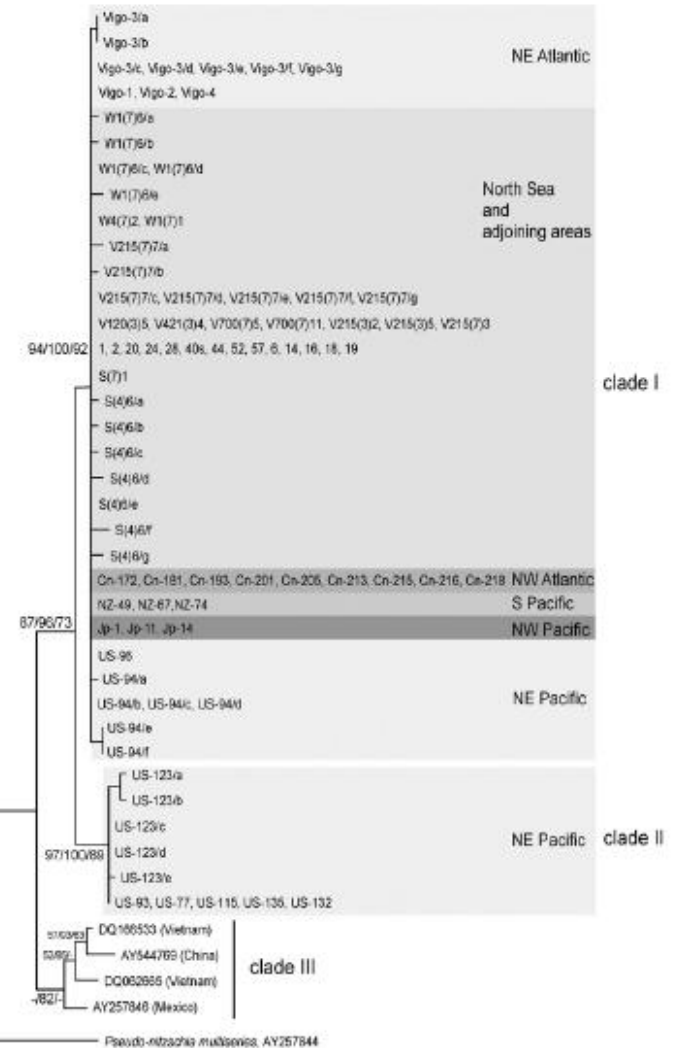 Vigo-3/a
Vigo-3/b
NE Atlantic
Vigo-3/c, Vigo-3/d, Vigo-3/e, Vigo-3/f, Vigo-3/g
Vigo-1, Vigo-2, Vigo-4
W1(7)6/a
W1(7)6/b
W1(7)6/c, W1(7)6/d
W1(7)6/e
North Sea
and
adjoining areas
W4(7)2, W1(7)1
V215(7)7/a
V215(7)7/b
V215(7)7/c, V215(7)7/d, V215(7)7/e, V215(7)7/f, V215(7)7/g
V120(3)5, V421(3)4, V700(7)5, V700(7)11, V215(3)2, V215(3)5, V215(7)3
94/100/92
1, 2, 20, 24, 28, 40s, 44, 52, 57, 6, 14, 16, 18, 19
S(7)1
clade I
S(4)6/a
S(4)6/b
S(4)6/c
S(4)6/d
S(4)6/e
S(4)6/f
S(4)6/g
Cn-172, Cn-181, Cn-193, Cn-201, Cn-205, Cn-213, Cn-215, Cn-216, Cn-218 NW Atlantic
NZ-49, NZ-67,NZ-74 S Pacific
87/96/73
Jp-1, Jp-11, Jp-14 NW Pacific
US-96
US-94/a
US-94/b, US-94/c, US-94/d
NE Pacific
US-94/e
US-94/f
US-123/a
US-123/b
US-123/c
NE Pacific
clade II
97/100/89
US-123/d
US-123/e
US-93, US-77, US-115, US-135, US-132
DQ166533 (Vietnam)
AY544769 (China)
clade III
DQ062665 (Vietnam)
-/82/-
AY257846 (Mexico)
Pseudo-nitzschia multiseries, AY257844